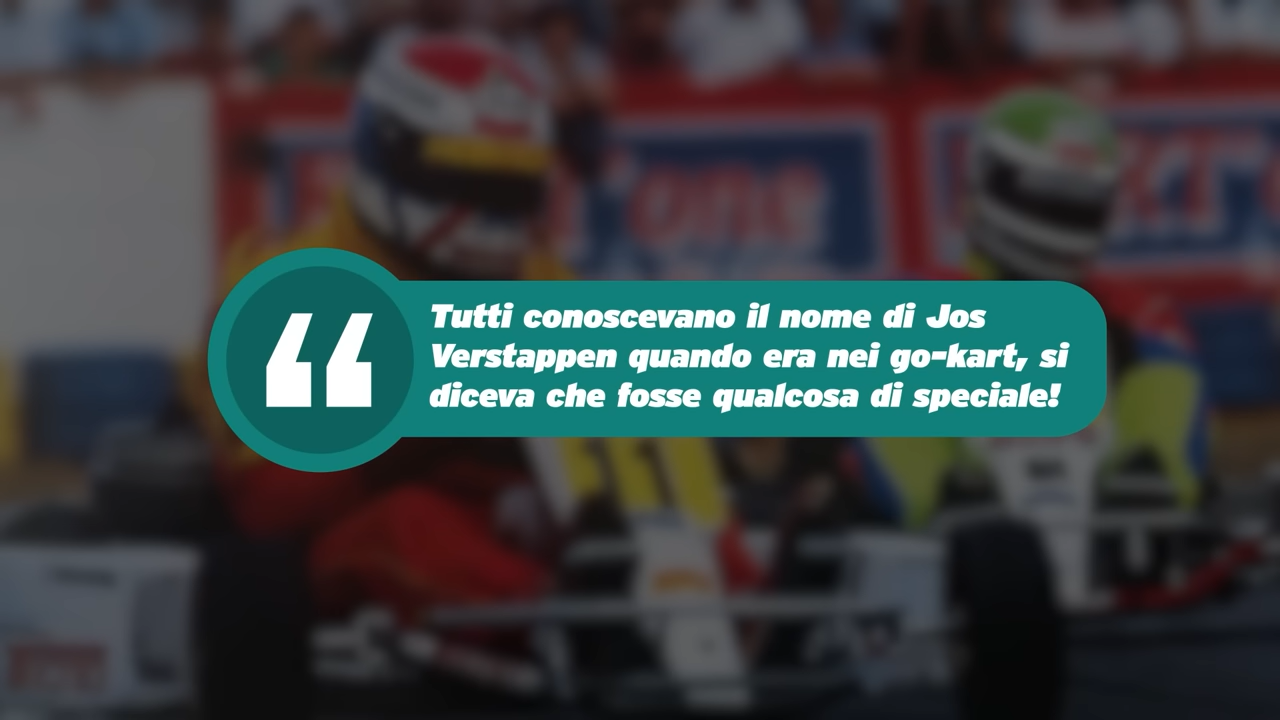 Tutti conoscevano il nome di Jos
Verstappen quando era nei go-kart, si
diceva che fosse qualcosa di speciale!
11